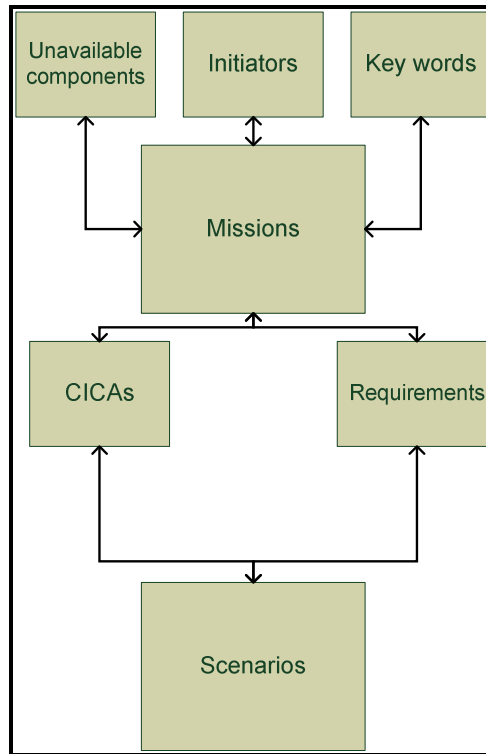 Unavailable
components
Initiators
Key words
Missions
CICAs
Requirements
Scenarios